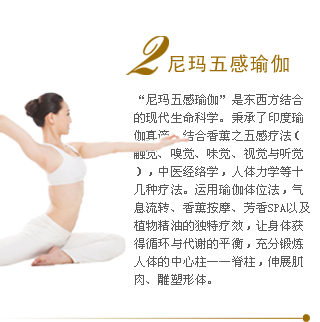 2 尼玛五感瑜伽
“尼玛五感瑜伽”是东西方结合
的现代生命科学。秉承了印度瑜
伽真谛，结合香薰之五感疗法（
触觉、嗅觉、味觉、视觉与听觉
），中医经络学，人体力学等十
几种疗法。运用瑜伽体位法，气
息流转、香薰按摩、芳香SPA以及
植物精油的独特疗效，让身体获
得循环与代谢的平衡，充分锻炼
人体的中心柱——脊柱，伸展肌
肉、雕塑形体。